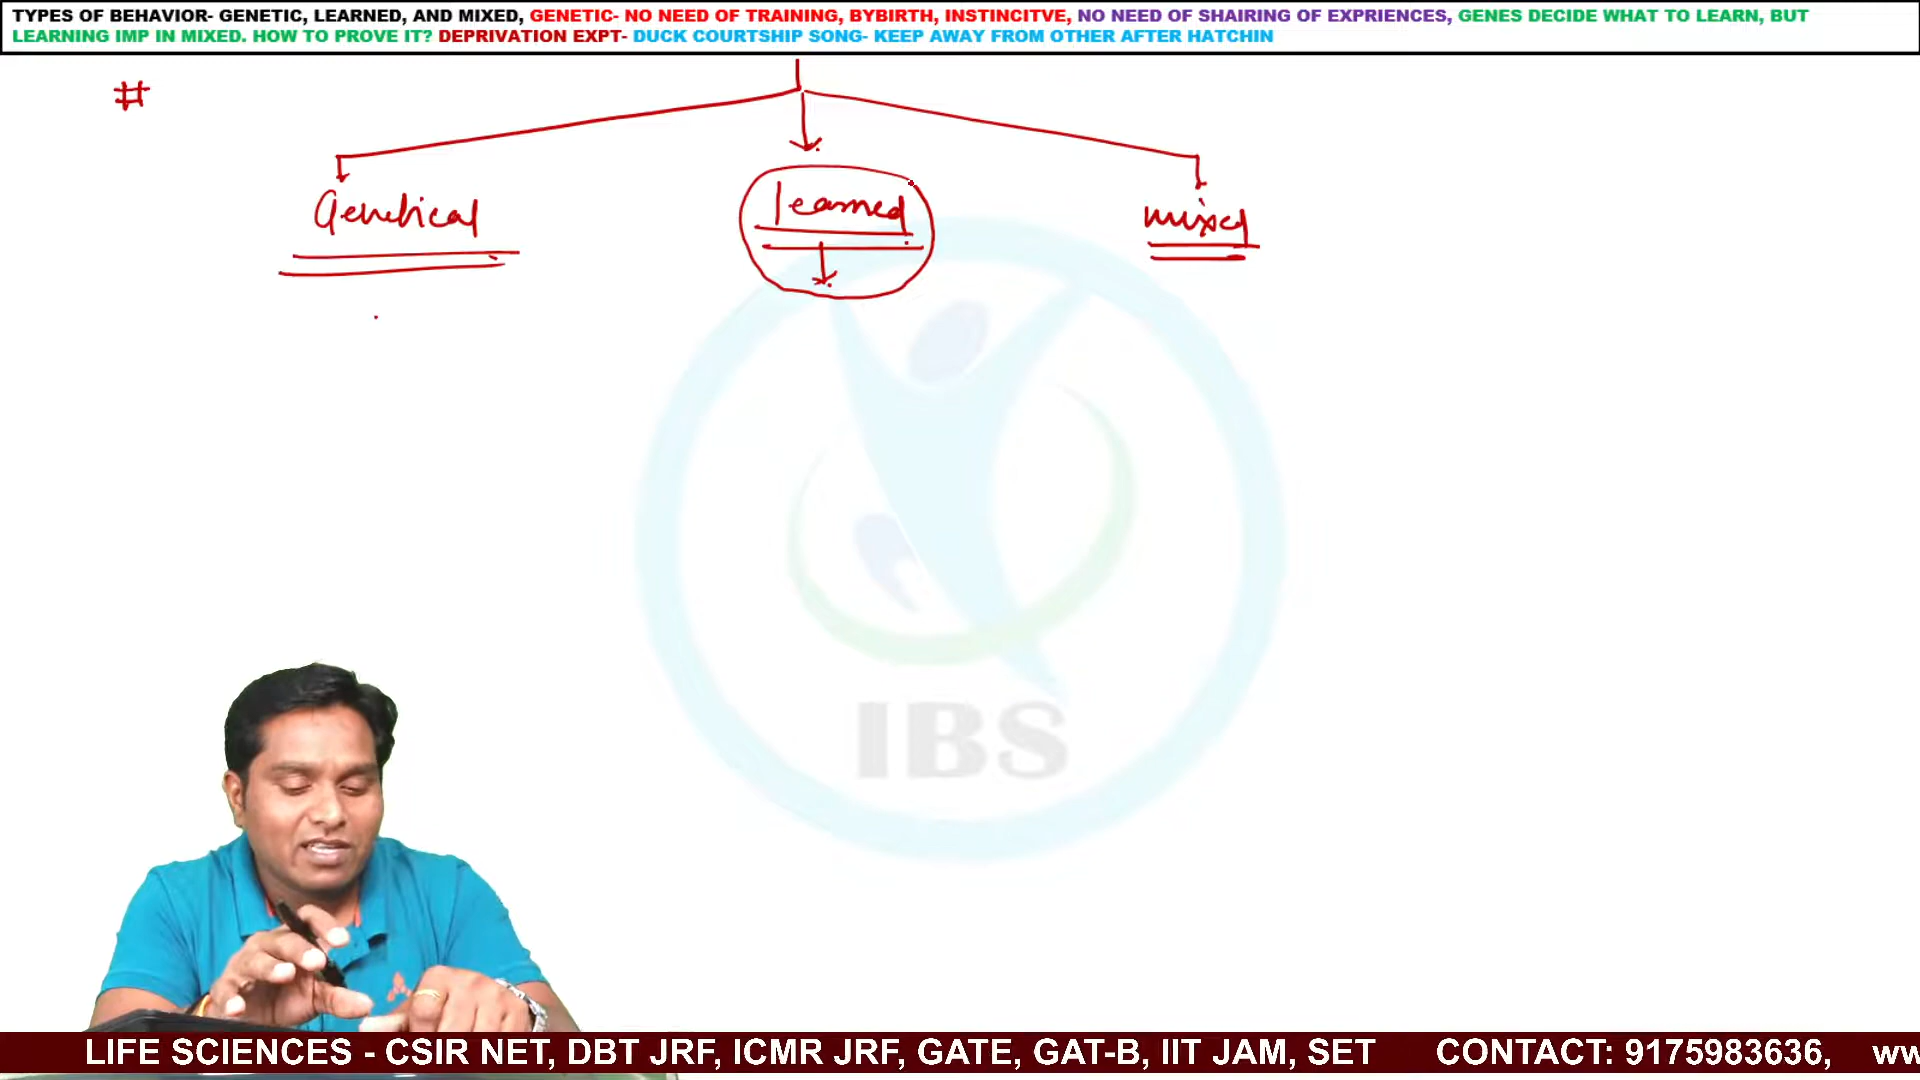 TYPES OF BEHAVIOR- GENETIC, LEARNED, AND MIXED, GENETIC- NO NEED OF TRAINING, BYBIRTH, INSTINCITVE, NO NEED OF SHAIRING OF EXPRIENCES, GENES DECIDE WHAT TO LEARN, BUT
LEARNING IMP IN MIXED. HOW TO PROVE IT? DEPRIVATION EXPT- DUCK COURTSHIP SONG- KEEP AWAY FROM OTHER AFTER HATCHIN
#
Genetical learned mixed
IBS
LIFE SCIENCES - CSIR NET, DBT JRF, ICMR JRF, GATE, GAT-B, IIT JAM, SET CONTACT: 9175983636, ww